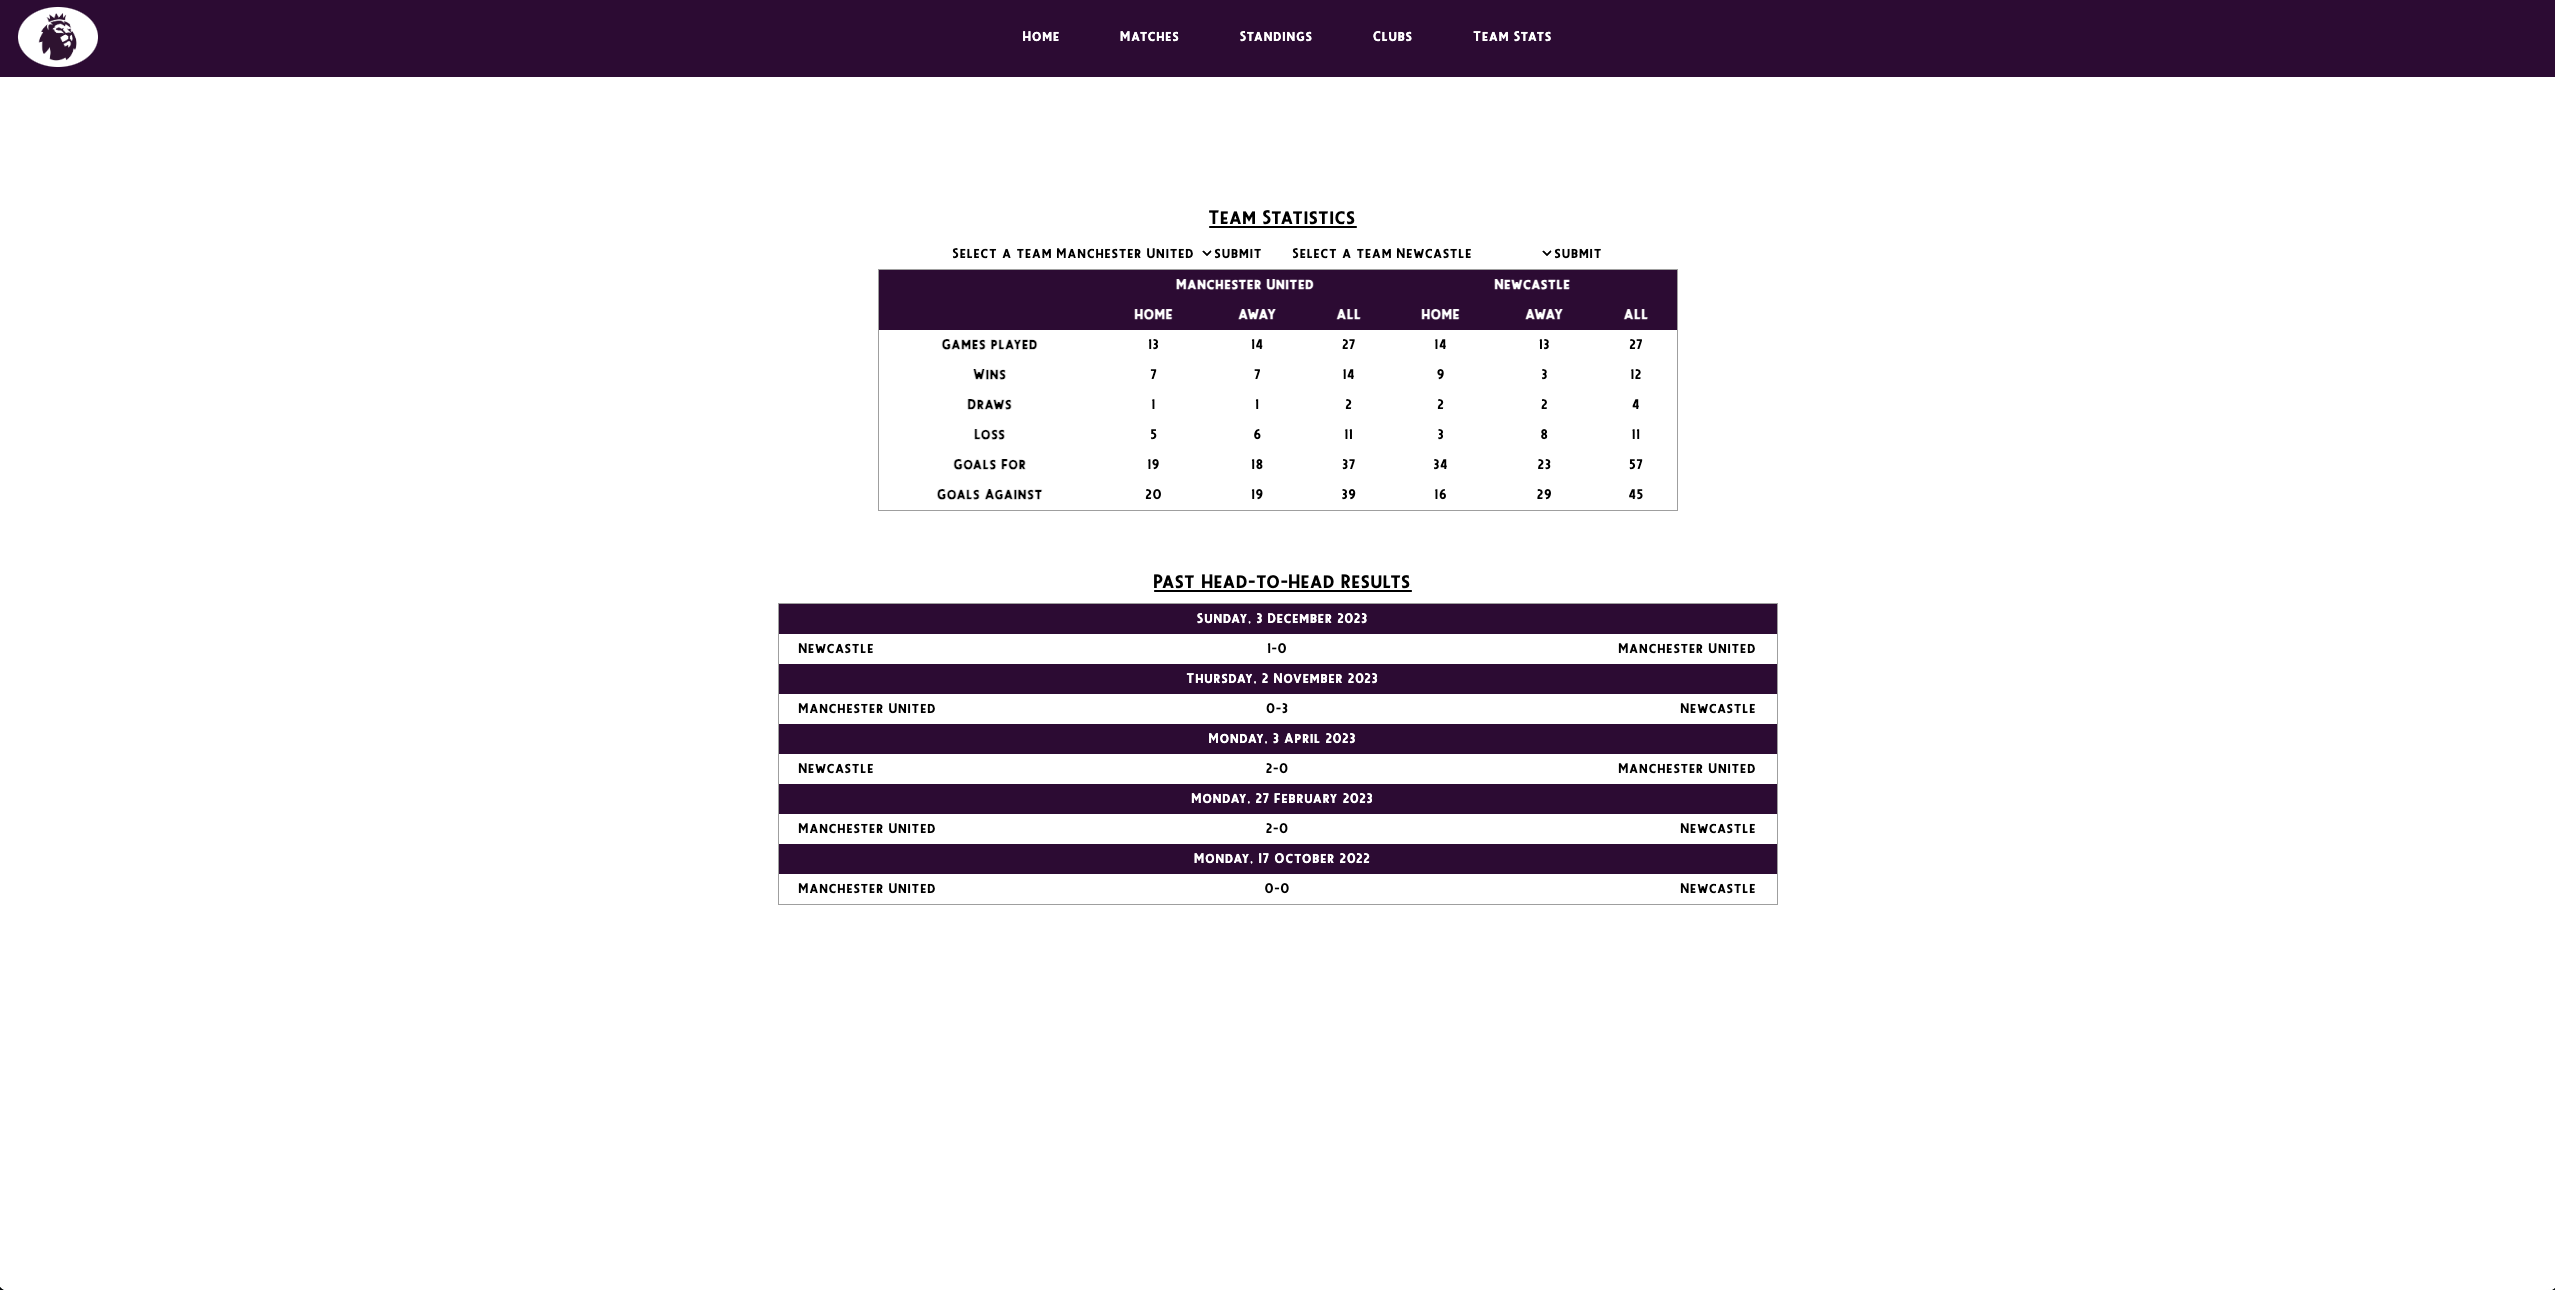 Home Matches Standings Clubs Team Stats
Team Statistics
Select a team Manchester United Submit Select a team Newcastle Submit
Manchester United Newcastle
Home Away All Home Away All
Games played 13 14 27 14 13 27
Wins 7 7 14 9 3 12
Draws 1 1 2 2 2 4
Loss 5 6 11 3 8 11
Goals For 19 18 37 34 23 57
Goals Against 20 19 39 16 29 45
Past Head-to-Head Results
Sunday, 3 December 2023
Newcastle 1-0 Manchester United
Thursday, 2 November 2023
Manchester United 0-3 Newcastle
Monday, 3 April 2023
Newcastle 2-0 Manchester United
Monday, 27 February 2023
Manchester United 2-0 Newcastle
Monday, 17 October 2022
Manchester United 0-0 Newcastle